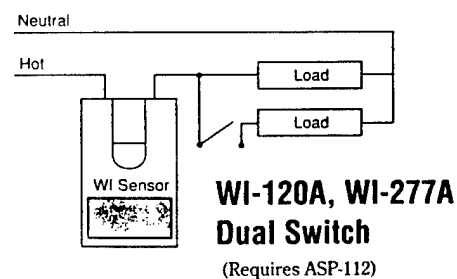 Neutral
Hot
Load
Load
WI Sensor
WI-120A, WI-277A
Dual Switch
(Requires ASP-112)